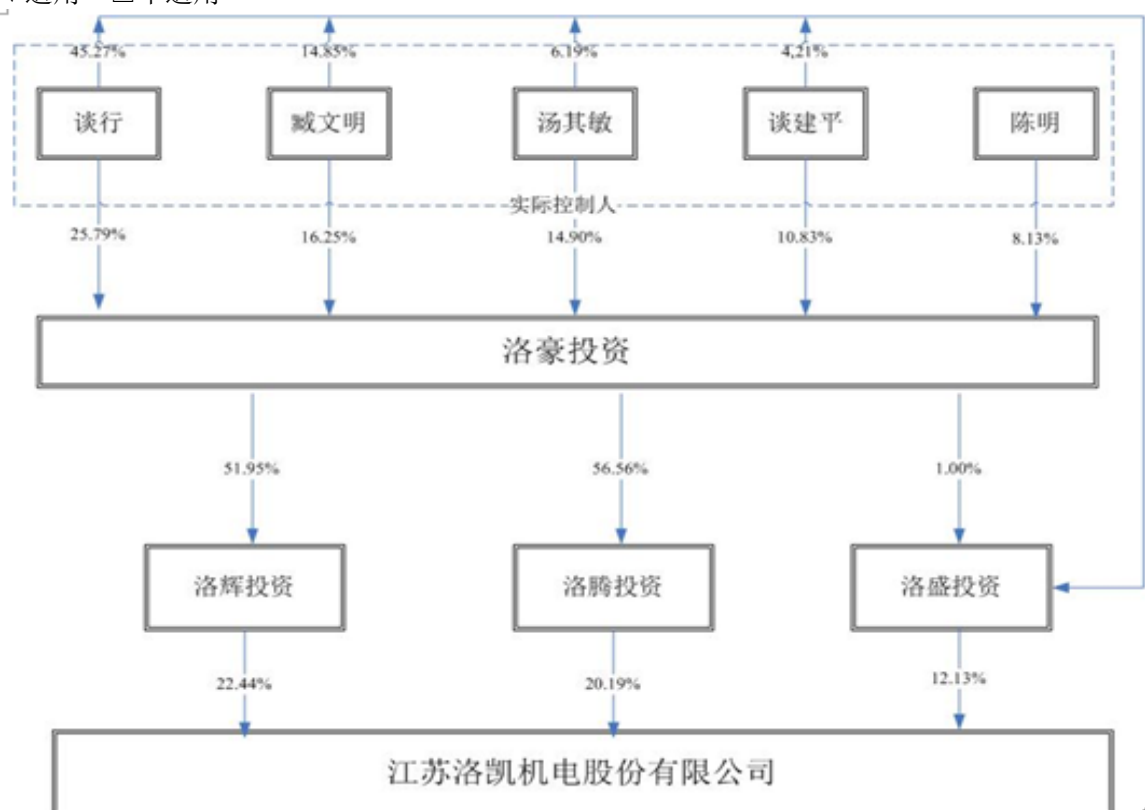 45.27% 14.85% 6.19% 4,21%
谈行 臧文明 汤其敏 谈建平 陈明
实际控制人
25.79% 16.25% 14.90% 10.83% 8.13%
洛豪投资
51.95% 56.56% 1.00%
洛辉投资 洛腾投资 洛盛投资
22.44% 20.19% 12.13%
江苏洛凯机电股份有限公司